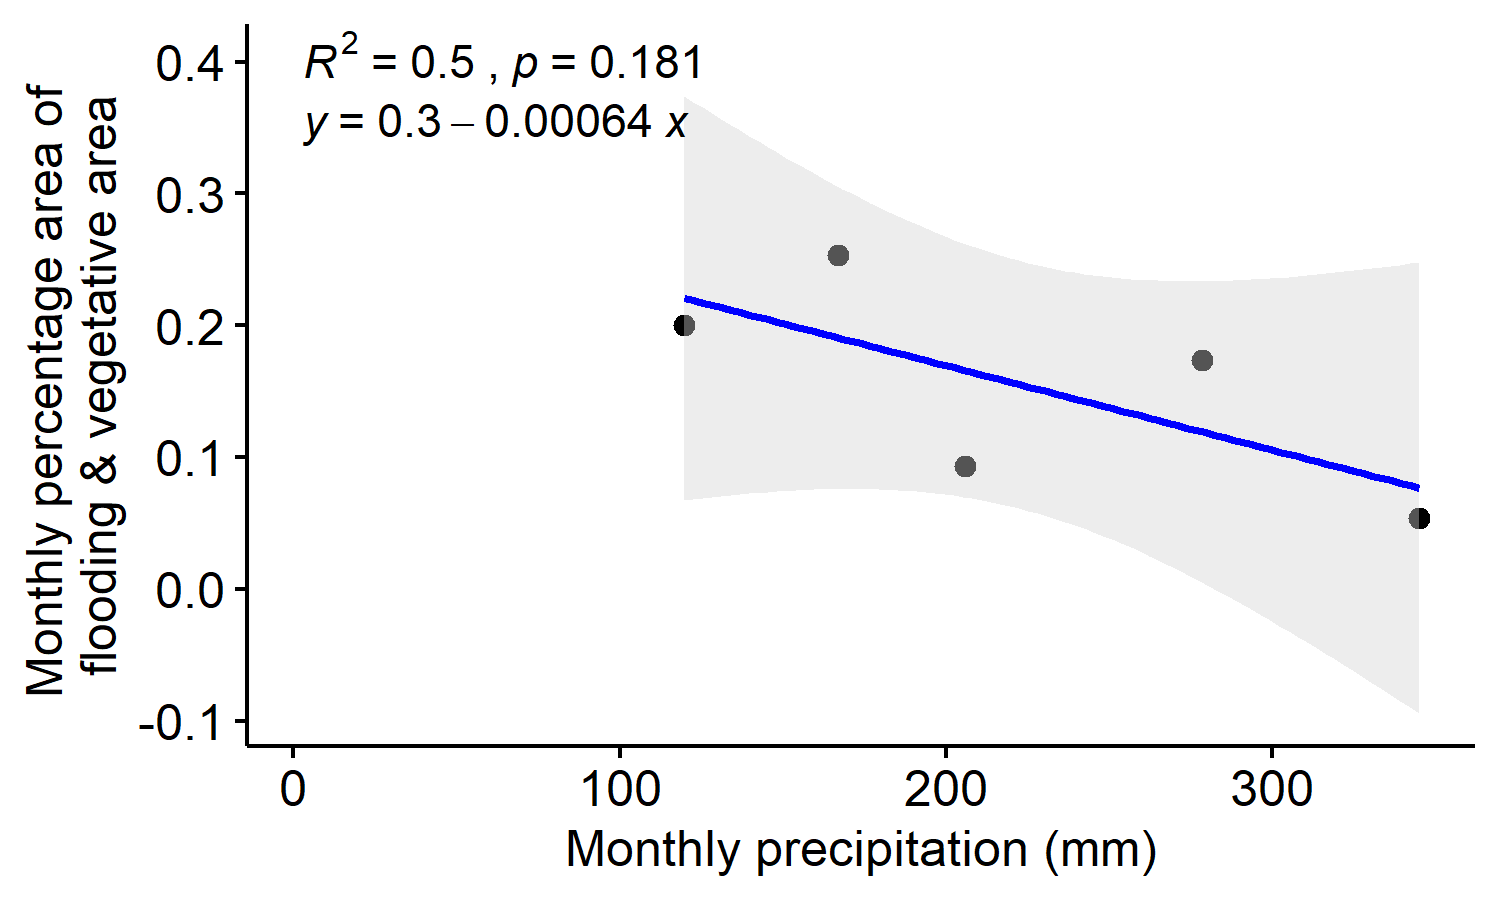 R² = 0.5 , p = 0.181
y = 0.3 – 0.00064 x
Monthly percentage area of
flooding & vegetative area
0.4
0.3
0.2
0.1
0.0
-0.1
0 100 200 300
Monthly precipitation (mm)